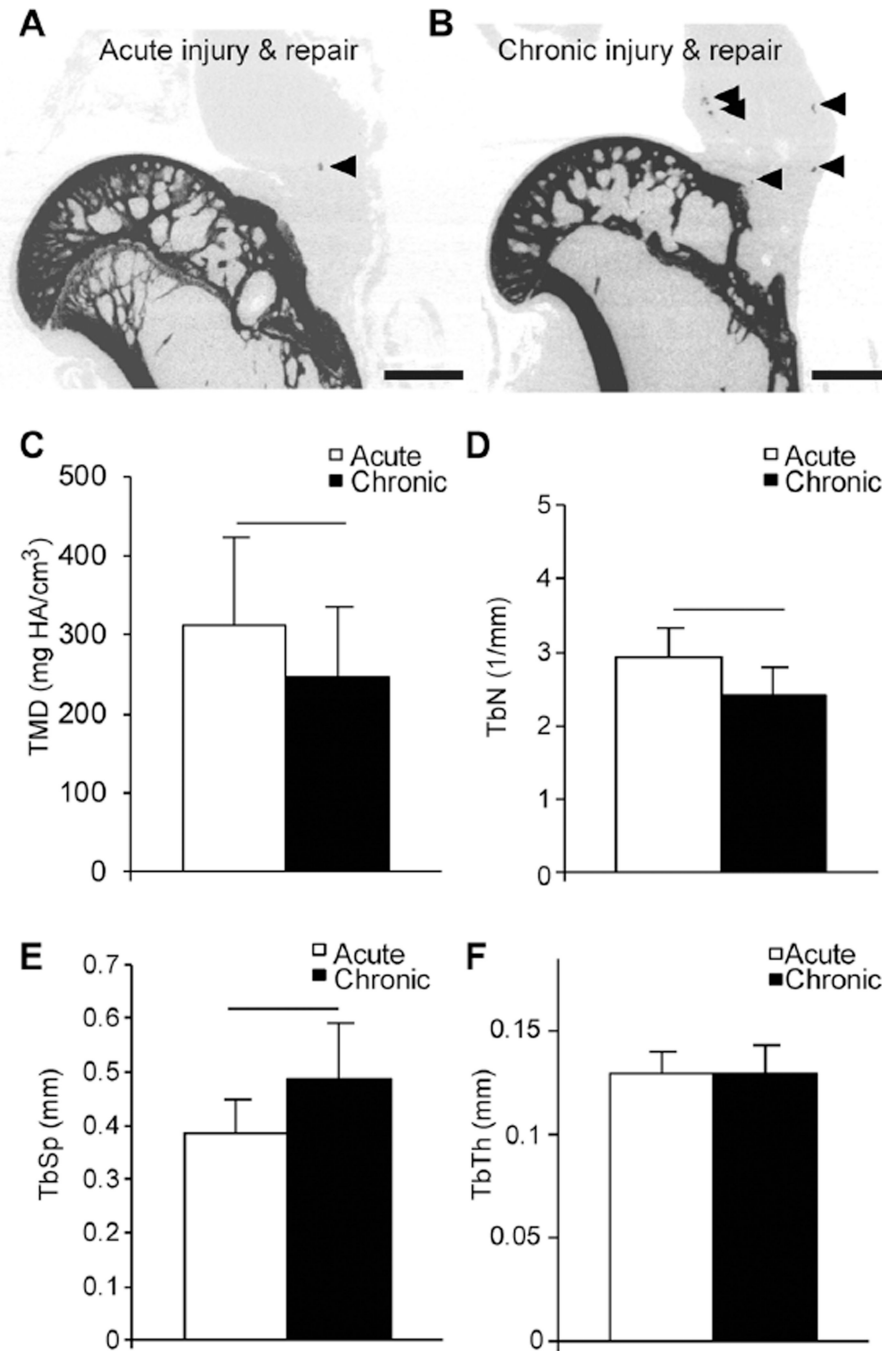 A
Acute injury & repair
B
Chronic injury & repair
C
Acute
Chronic
TMD (mg HA/cm³)
500
400
300
200
100
0
D
Acute
Chronic
TbN (1/mm)
5
4
3
2
1
0
E
Acute
Chronic
TbSp (mm)
0.7
0.6
0.5
0.4
0.3
0.2
0.1
0
F
Acute
Chronic
TbTh (mm)
0.15
0.1
0.05
0